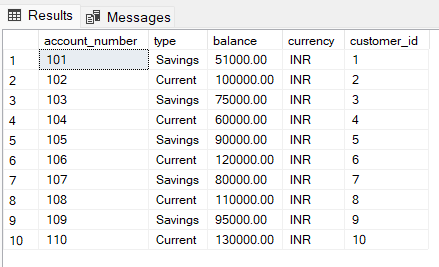 Results Messages
account_number type balance currency customer_id
1 101 Savings 51000.00 INR 1
2 102 Current 100000.00 INR 2
3 103 Savings 75000.00 INR 3
4 104 Current 60000.00 INR 4
5 105 Savings 90000.00 INR 5
6 106 Current 120000.00 INR 6
7 107 Savings 80000.00 INR 7
8 108 Current 110000.00 INR 8
9 109 Savings 95000.00 INR 9
10 110 Current 130000.00 INR 10